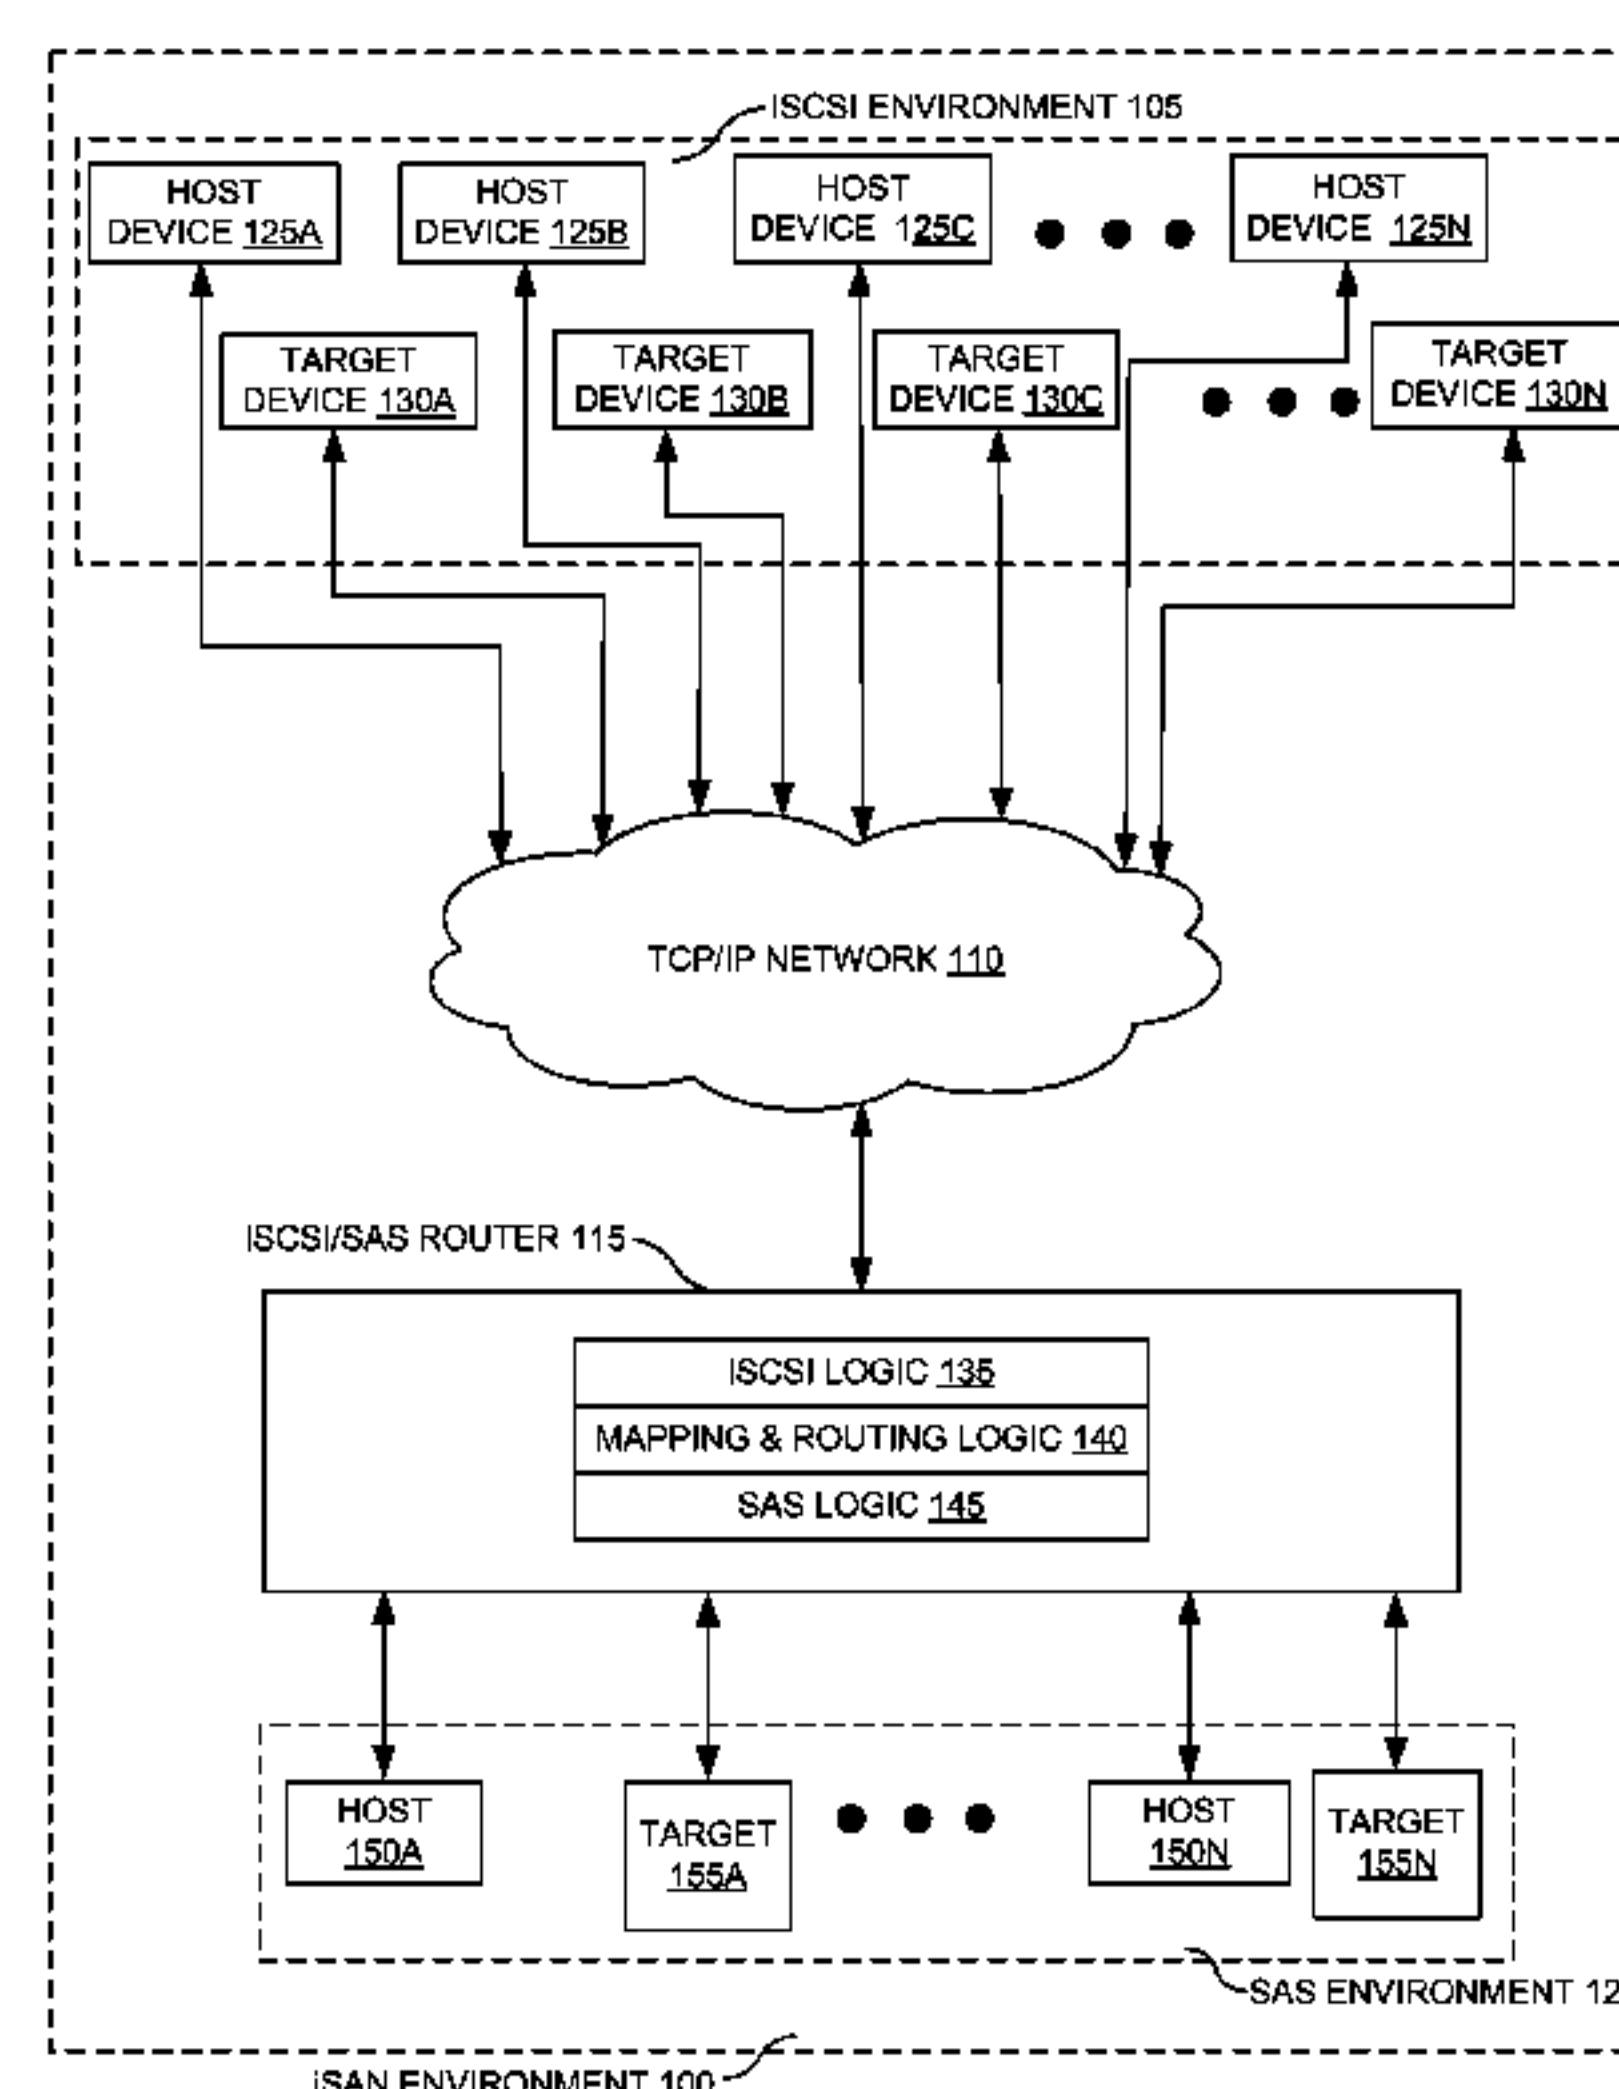 ISCSI ENVIRONMENT 105
HOST
DEVICE 125A
HOST
DEVICE 125B
HOST
DEVICE 125C
HOST
DEVICE 125N
TARGET
DEVICE 130A
TARGET
DEVICE 130B
TARGET
DEVICE 130C
TARGET
DEVICE 130N
TCP/IP NETWORK 110
ISCSI/SAS ROUTER 115
ISCSI LOGIC 135
MAPPING & ROUTING LOGIC 140
SAS LOGIC 145
HOST
150A
TARGET
155A
HOST
150N
TARGET
155N
SAS ENVIRONMENT 12
iSAN ENVIRONMENT 100